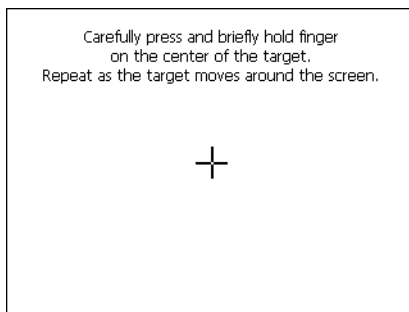 Carefully press and briefly hold finger
on the center of the target.
Repeat as the target moves around the screen.